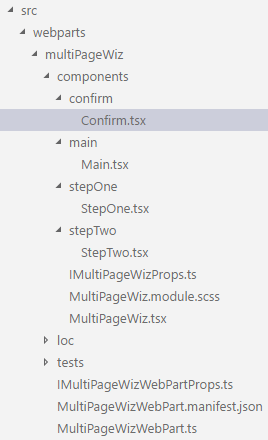 src
webparts
multiPageWiz
components
confirm
Confirm.tsx
main
Main.tsx
stepOne
StepOne.tsx
stepTwo
StepTwo.tsx
IMultiPageWizProps.ts
MultiPageWiz.module.scss
MultiPageWiz.tsx
loc
tests
IMultiPageWizWebPartProps.ts
MultiPageWizWebPart.manifest.json
MultiPageWizWebPart.ts